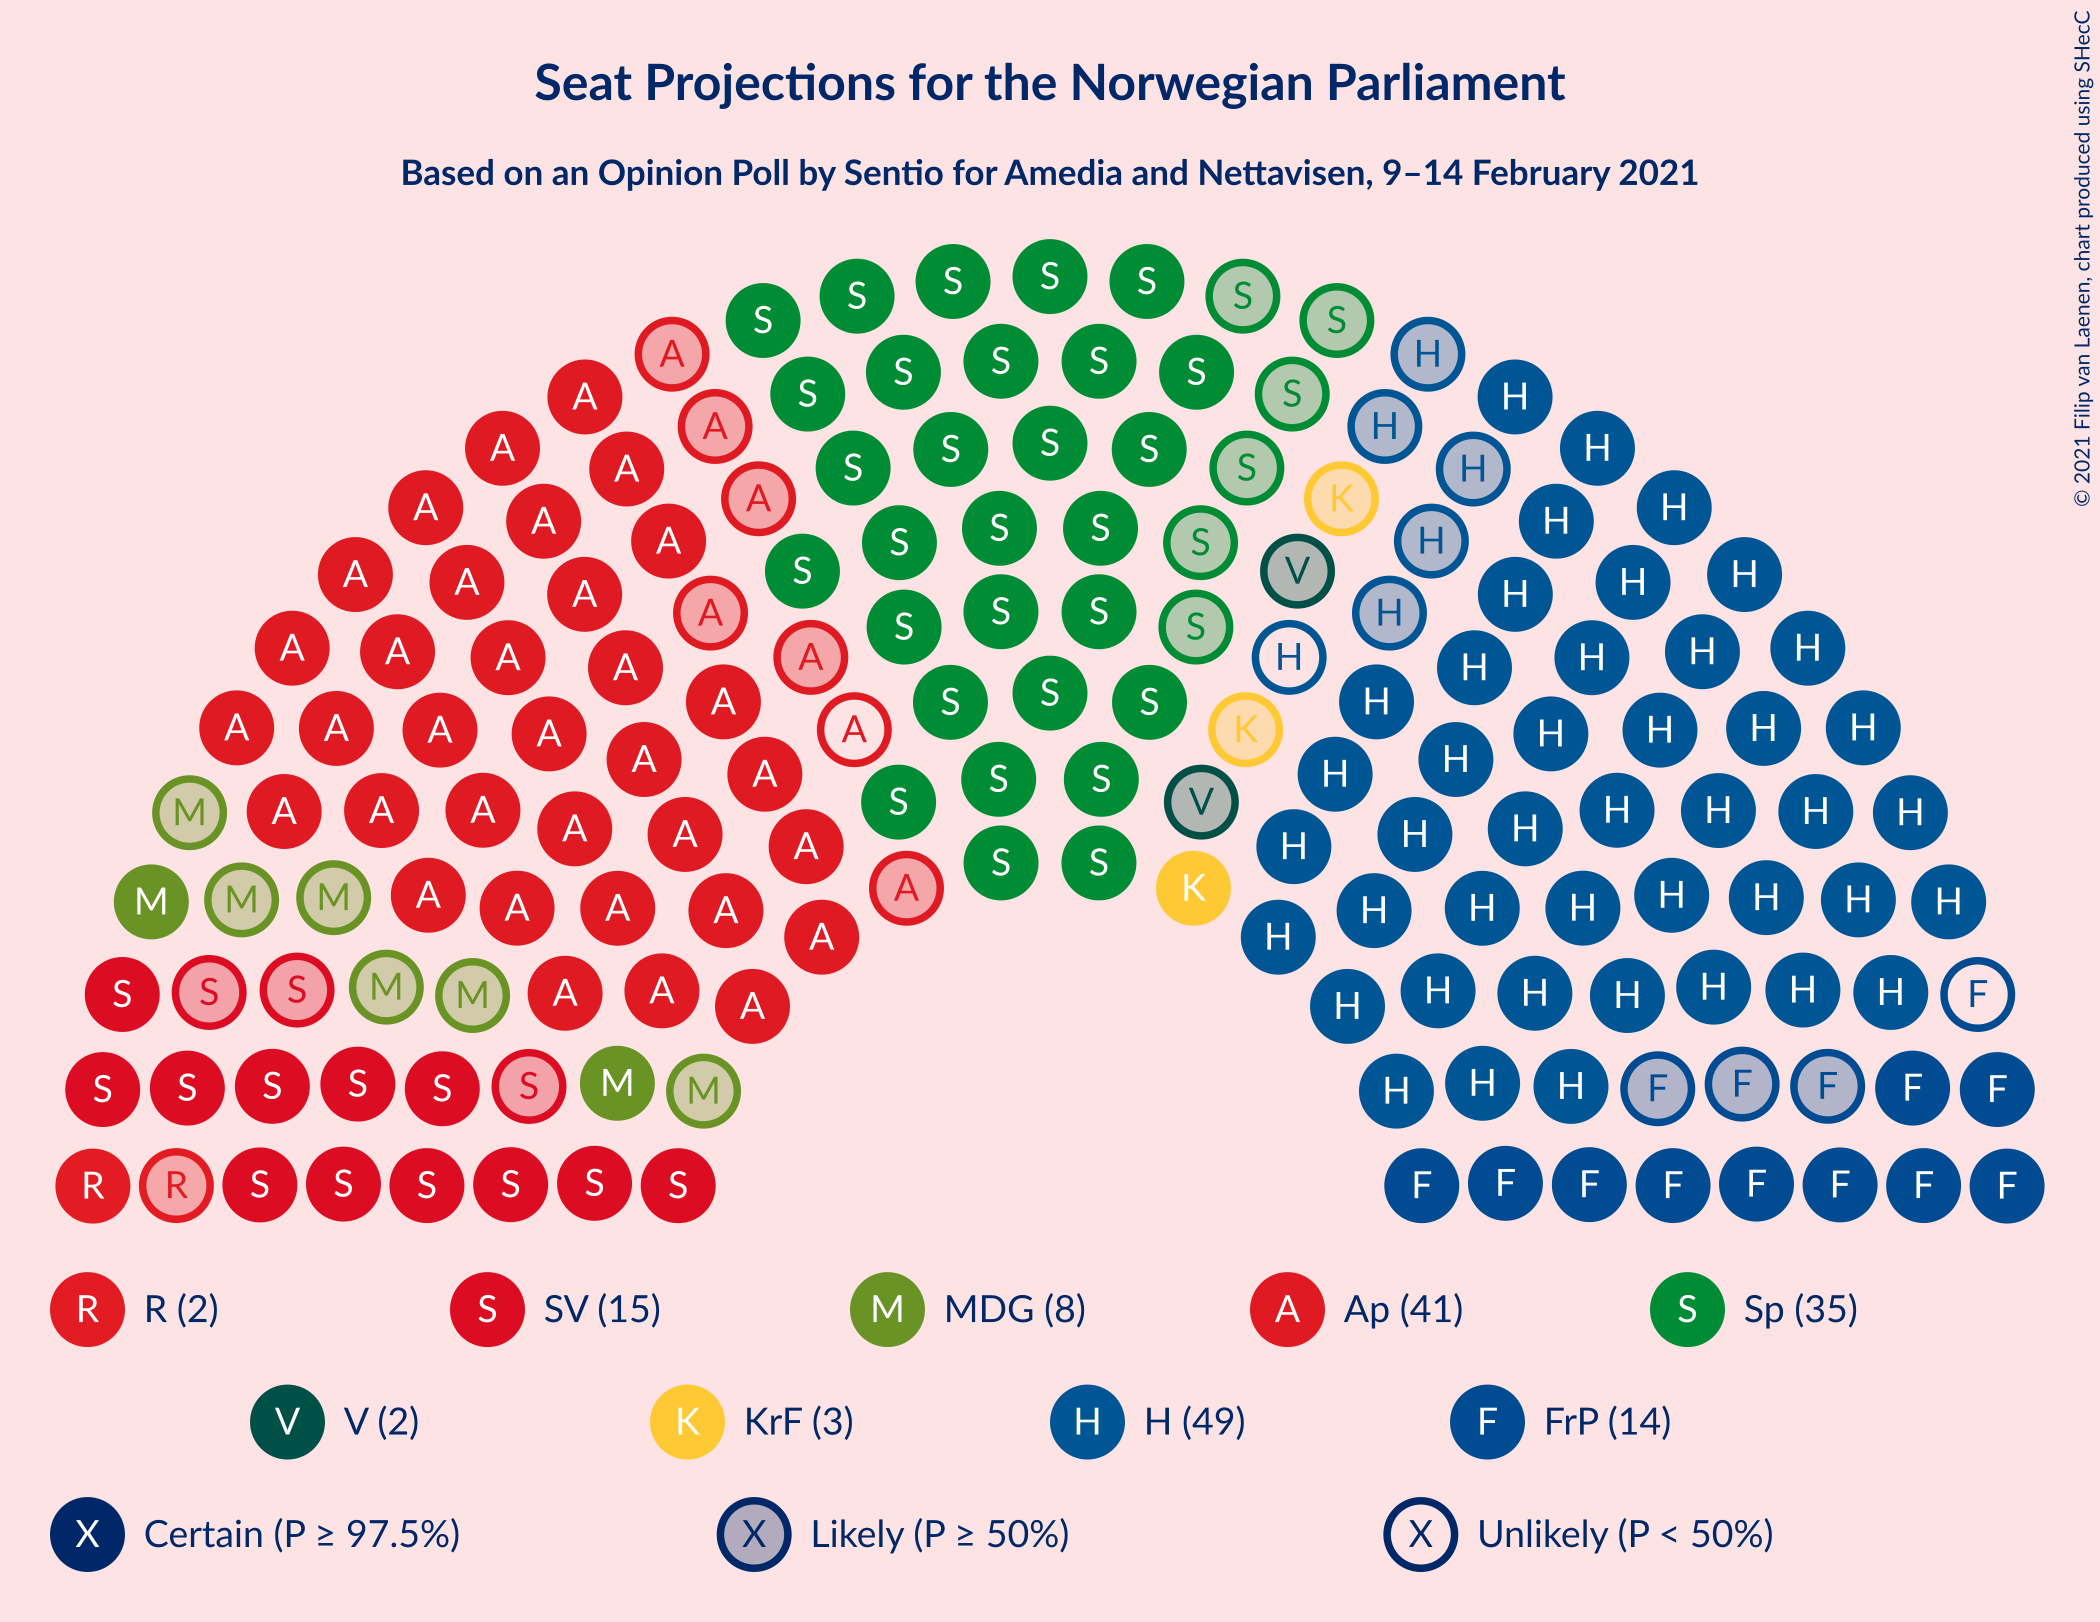 Seat Projections for the Norwegian Parliament
Based on an Opinion Poll by Sentio for Amedia and Nettavisen, 9–14 February 2021
© 2021 Filip van Laenen, chart produced using SHecC
S S S
S S
S S
A S S S S H
A S S H
A H
A S S S H
A S S H
A A K H
A S S H
A S S H
A A S V H H
A A S S H H
S S
A A A A A H H H H H
A S S S H
A A A A A K H H H H
A A S S H H
M A A A A A S V H H H H H H
A S S H
M M M A A A A A K H H H H H H H
A H
S S S M M A A A H H H H H H H F
S S S S S S M M H H H F F F F F
R R S S S S S S F F F F F F F F
R R (2) S SV (15) M MDG (8) A Ap (41) S Sp (35)
V V (2) K KrF (3) H H (49) F FrP (14)
X Certain (P ≥ 97.5%) X Likely (P ≥ 50%) X Unlikely (P < 50%)